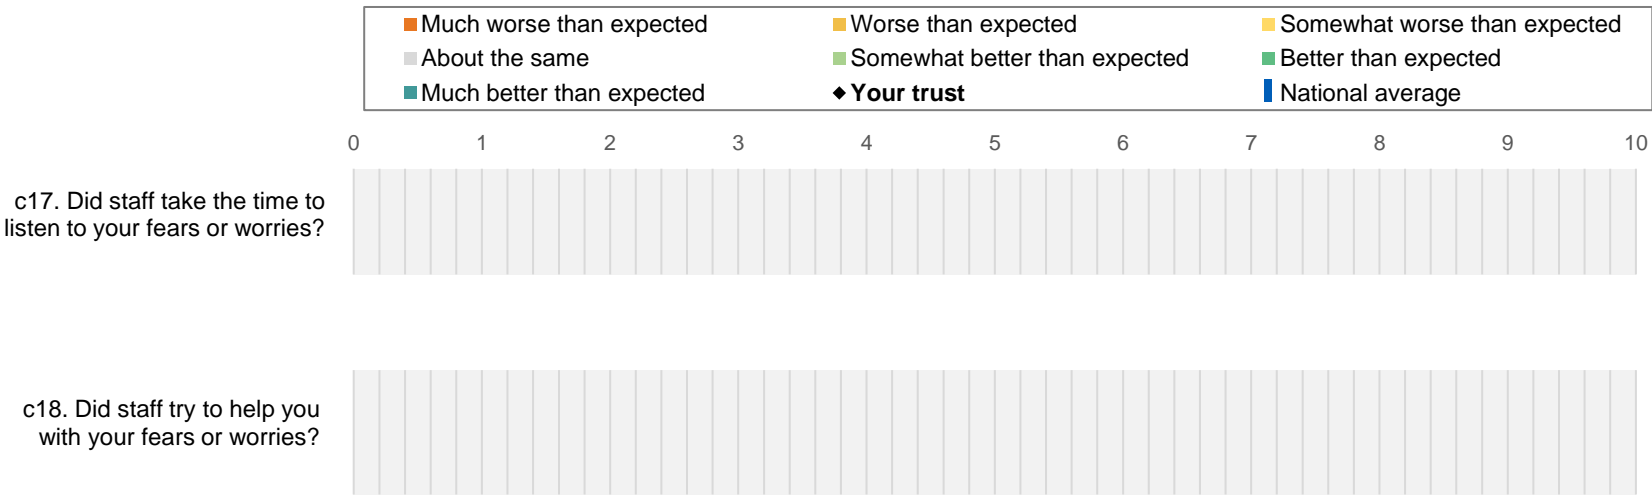 Much worse than expected Worse than expected Somewhat worse than expected
About the same Somewhat better than expected Better than expected
Much better than expected Your trust National average
0 1 2 3 4 5 6 7 8 9 10
c17. Did staff take the time to
listen to your fears or worries?
c18. Did staff try to help you
with your fears or worries?